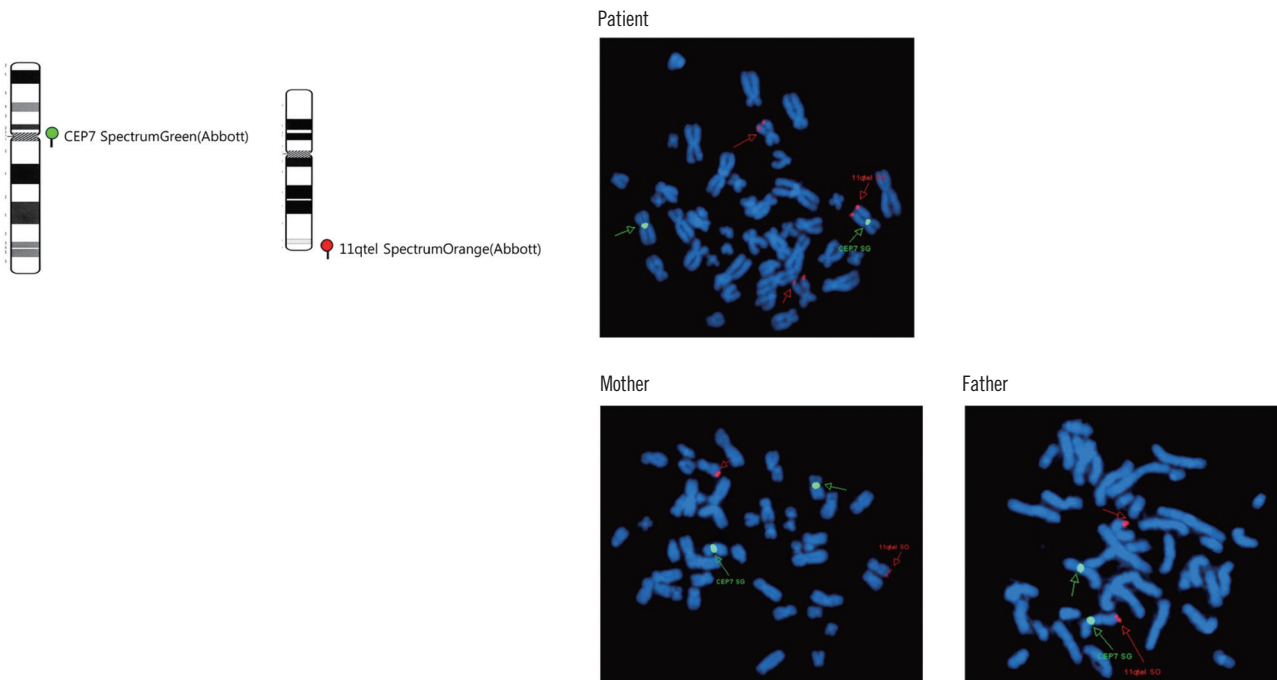 Patient
CEP7 SpectrumGreen(Abbott)
11qtel SpectrumOrange(Abbott)
11qtel
CEP7 SG
Mother
Father
11qtel SO
CEP7 SG
CEP7 SG
11qtel SO